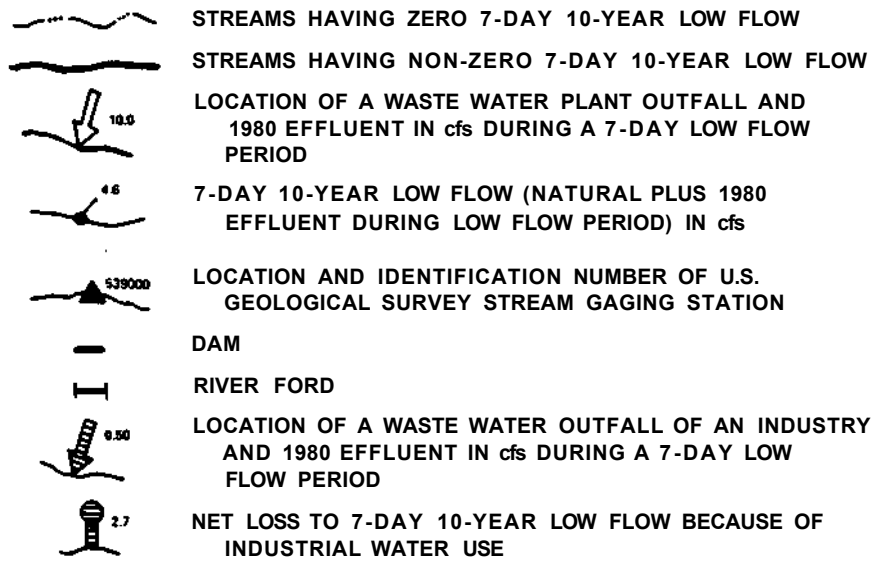 STREAMS HAVING ZERO 7-DAY 10-YEAR LOW FLOW
STREAMS HAVING NON-ZERO 7-DAY 10-YEAR LOW FLOW
10.0
LOCATION OF A WASTE WATER PLANT OUTFALL AND
1980 EFFLUENT IN cfs DURING A 7-DAY LOW FLOW
PERIOD
4.6
7-DAY 10-YEAR LOW FLOW (NATURAL PLUS 1980
EFFLUENT DURING LOW FLOW PERIOD) IN cfs
539000
LOCATION AND IDENTIFICATION NUMBER OF U.S.
GEOLOGICAL SURVEY STREAM GAGING STATION
DAM
RIVER FORD
0.50
LOCATION OF A WASTE WATER OUTFALL OF AN INDUSTRY
AND 1980 EFFLUENT IN cfs DURING A 7-DAY LOW
FLOW PERIOD
2.7
NET LOSS TO 7-DAY 10-YEAR LOW FLOW BECAUSE OF
INDUSTRIAL WATER USE